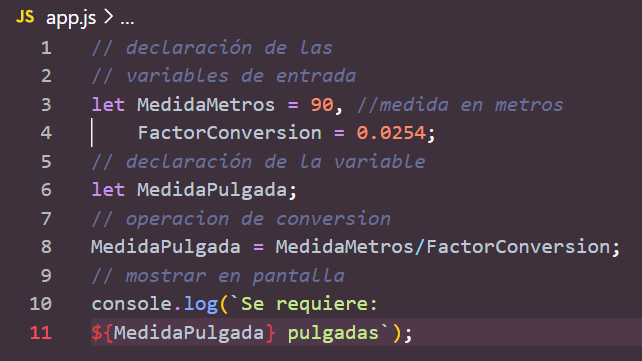 JS app.js > ...
1 // declaración de las
2 // variables de entrada
3 let MedidaMetros = 90, //medida en metros
4 FactorConversion = 0.0254;
5 // declaración de la variable
6 let MedidaPulgada;
7 // operacion de conversion
8 MedidaPulgada = MedidaMetros/FactorConversion;
9 // mostrar en pantalla
10 console.log(`Se requiere:
11 ${MedidaPulgada} pulgadas`);